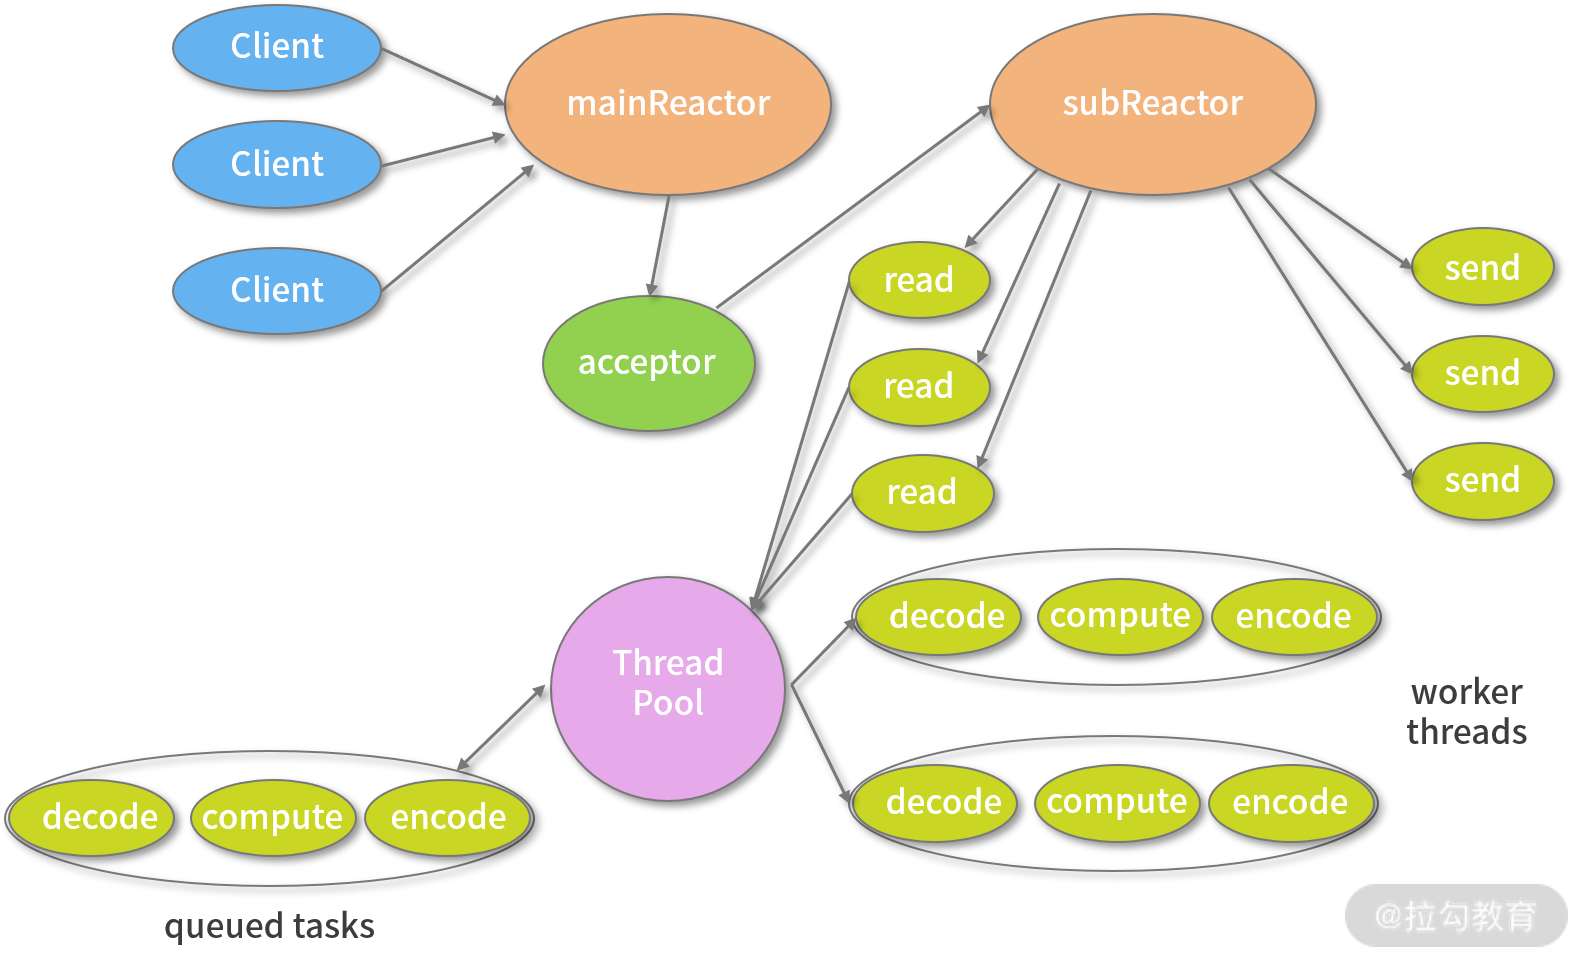 Client
mainReactor
subReactor
Client
Client
acceptor
read
read
read
send
send
send
Thread
Pool
decode
compute
encode
decode
compute
encode
worker
threads
decode
compute
encode
queued tasks
@拉勾教育